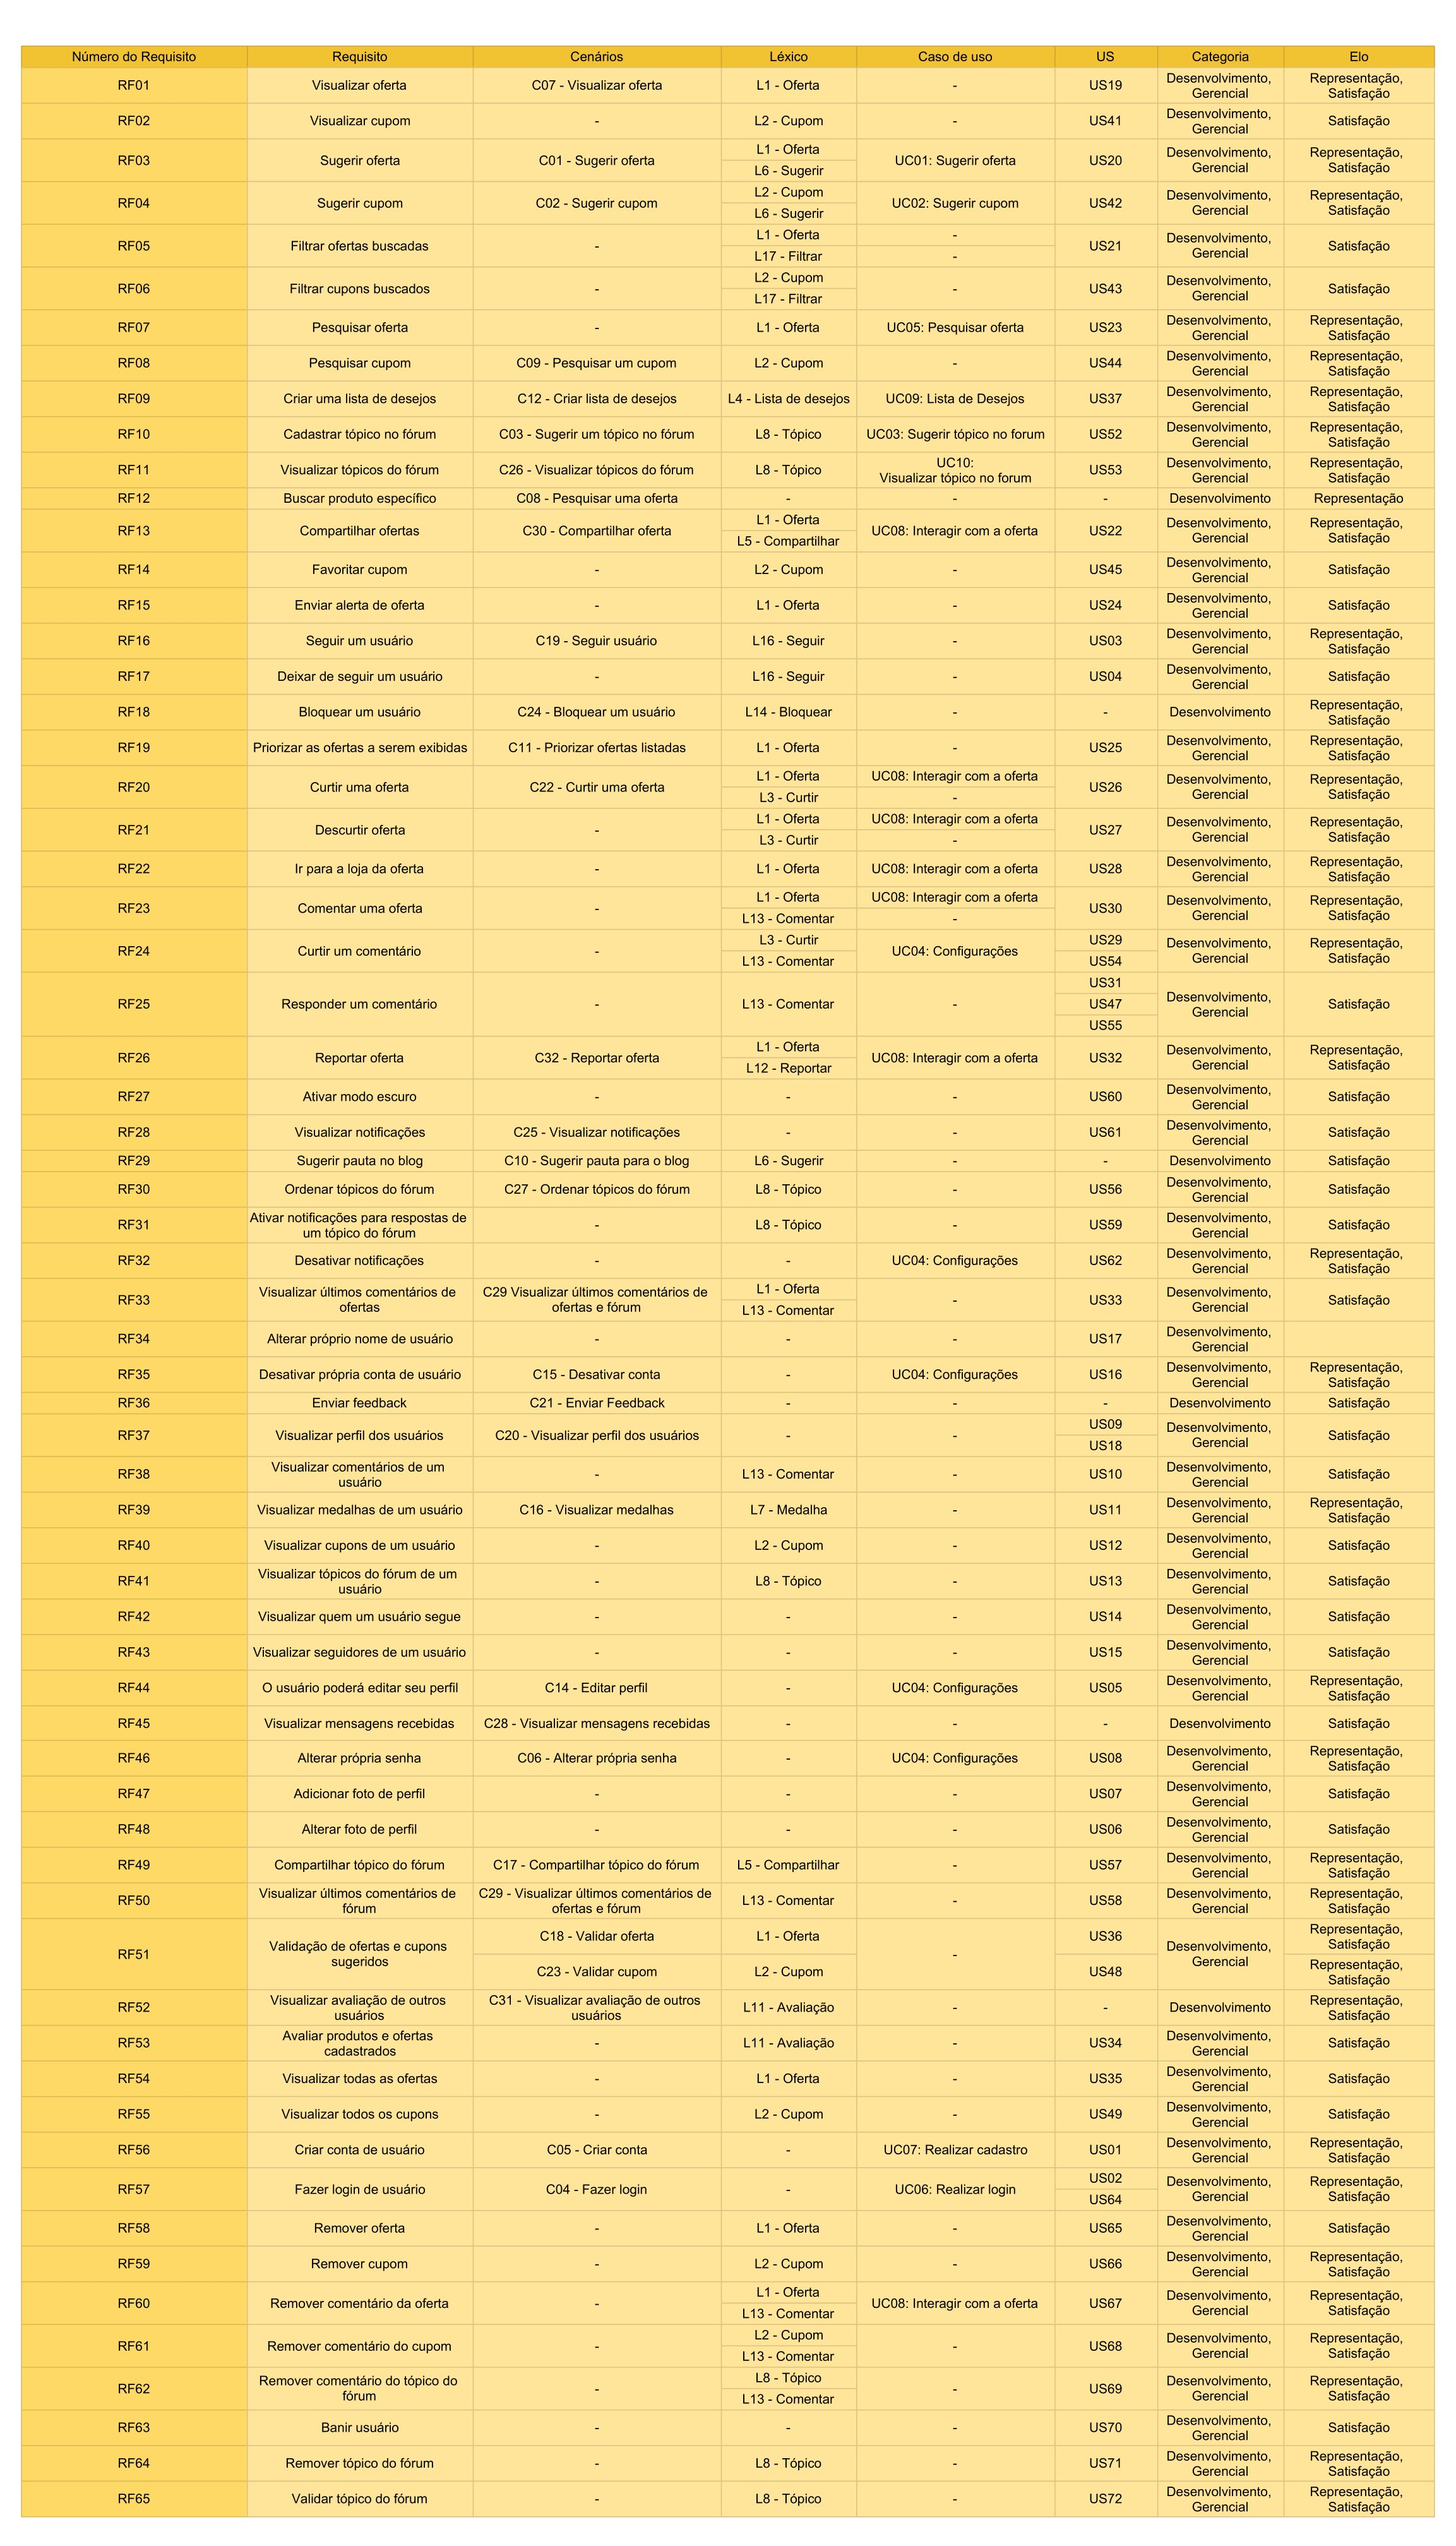 Número do Requisito Requisito Cenários Léxico Caso de uso US Categoria Elo
RF01 Visualizar oferta C07 - Visualizar oferta L1 - Oferta - US19 Desenvolvimento, Gerencial Representação, Satisfação
RF02 Visualizar cupom - L2 - Cupom - US41 Desenvolvimento, Gerencial Satisfação
RF03 Sugerir oferta C01 - Sugerir oferta L1 - Oferta L6 - Sugerir UC01: Sugerir oferta US20 Desenvolvimento, Gerencial Representação, Satisfação
RF04 Sugerir cupom C02 - Sugerir cupom L2 - Cupom L6 - Sugerir UC02: Sugerir cupom US42 Desenvolvimento, Gerencial Representação, Satisfação
RF05 Filtrar ofertas buscadas - L1 - Oferta - L17 - Filtrar - US21 Desenvolvimento, Gerencial Satisfação
RF06 Filtrar cupons buscados - L2 - Cupom L17 - Filtrar - US43 Desenvolvimento, Gerencial Satisfação
RF07 Pesquisar oferta - L1 - Oferta UC05: Pesquisar oferta US23 Desenvolvimento, Gerencial Representação, Satisfação
RF08 Pesquisar cupom C09 - Pesquisar um cupom L2 - Cupom - US44 Desenvolvimento, Gerencial Representação, Satisfação
RF09 Criar uma lista de desejos C12 - Criar lista de desejos L4 - Lista de desejos UC09: Lista de Desejos US37 Desenvolvimento, Gerencial Representação, Satisfação
RF10 Cadastrar tópico no fórum C03 - Sugerir um tópico no fórum L8 - Tópico UC03: Sugerir tópico no forum US52 Desenvolvimento, Gerencial Representação, Satisfação
RF11 Visualizar tópicos do fórum C26 - Visualizar tópicos do fórum L8 - Tópico UC10: Visualizar tópico no forum US53 Desenvolvimento, Gerencial Representação, Satisfação
RF12 Buscar produto específico C08 - Pesquisar uma oferta - - - Desenvolvimento Representação
RF13 Compartilhar ofertas C30 - Compartilhar oferta L1 - Oferta L5 - Compartilhar UC08: Interagir com a oferta US22 Desenvolvimento, Gerencial Representação, Satisfação
RF14 Favoritar cupom - L2 - Cupom - US45 Desenvolvimento, Gerencial Satisfação
RF15 Enviar alerta de oferta - L1 - Oferta - US24 Desenvolvimento, Gerencial Satisfação
RF16 Seguir um usuário C19 - Seguir usuário L16 - Seguir - US03 Desenvolvimento, Gerencial Representação, Satisfação
RF17 Deixar de seguir um usuário - L16 - Seguir - US04 Desenvolvimento, Gerencial Satisfação
RF18 Bloquear um usuário C24 - Bloquear um usuário L14 - Bloquear - - Desenvolvimento Representação, Satisfação
RF19 Priorizar as ofertas a serem exibidas C11 - Priorizar ofertas listadas L1 - Oferta - US25 Desenvolvimento, Gerencial Representação, Satisfação
RF20 Curtir uma oferta C22 - Curtir uma oferta L1 - Oferta UC08: Interagir com a oferta L3 - Curtir - US26 Desenvolvimento, Gerencial Representação, Satisfação
RF21 Descurtir oferta - L1 - Oferta UC08: Interagir com a oferta L3 - Curtir - US27 Desenvolvimento, Gerencial Representação, Satisfação
RF22 Ir para a loja da oferta - L1 - Oferta UC08: Interagir com a oferta US28 Desenvolvimento, Gerencial Representação, Satisfação
RF23 Comentar uma oferta - L1 - Oferta UC08: Interagir com a oferta L13 - Comentar - US30 Desenvolvimento, Gerencial Representação, Satisfação
RF24 Curtir um comentário - L3 - Curtir L13 - Comentar UC04: Configurações US29 US54 Desenvolvimento, Gerencial Representação, Satisfação
RF25 Responder um comentário - L13 - Comentar - US31 US47 US55 Desenvolvimento, Gerencial Satisfação
RF26 Reportar oferta C32 - Reportar oferta L1 - Oferta L12 - Reportar UC08: Interagir com a oferta US32 Desenvolvimento, Gerencial Representação, Satisfação
RF27 Ativar modo escuro - - - US60 Desenvolvimento, Gerencial Satisfação
RF28 Visualizar notificações C25 - Visualizar notificações - - US61 Desenvolvimento, Gerencial Satisfação
RF29 Sugerir pauta no blog C10 - Sugerir pauta para o blog L6 - Sugerir - - Desenvolvimento Satisfação
RF30 Ordenar tópicos do fórum C27 - Ordenar tópicos do fórum L8 - Tópico - US56 Desenvolvimento, Gerencial Satisfação
RF31 Ativar notificações para respostas de um tópico do fórum - L8 - Tópico - US59 Desenvolvimento, Gerencial Satisfação
RF32 Desativar notificações - - UC04: Configurações US62 Desenvolvimento, Gerencial Representação, Satisfação
RF33 Visualizar últimos comentários de ofertas C29 Visualizar últimos comentários de ofertas e fórum L1 - Oferta L13 - Comentar - US33 Desenvolvimento, Gerencial Satisfação
RF34 Alterar próprio nome de usuário - - - US17 Desenvolvimento, Gerencial
RF35 Desativar própria conta de usuário C15 - Desativar conta - UC04: Configurações US16 Desenvolvimento, Gerencial Representação, Satisfação
RF36 Enviar feedback C21 - Enviar Feedback - - - Desenvolvimento Satisfação
RF37 Visualizar perfil dos usuários C20 - Visualizar perfil dos usuários - - US09 US18 Desenvolvimento, Gerencial Satisfação
RF38 Visualizar comentários de um usuário - L13 - Comentar - US10 Desenvolvimento, Gerencial Satisfação
RF39 Visualizar medalhas de um usuário C16 - Visualizar medalhas L7 - Medalha - US11 Desenvolvimento, Gerencial Representação, Satisfação
RF40 Visualizar cupons de um usuário - L2 - Cupom - US12 Desenvolvimento, Gerencial Satisfação
RF41 Visualizar tópicos do fórum de um usuário - L8 - Tópico - US13 Desenvolvimento, Gerencial Satisfação
RF42 Visualizar quem um usuário segue - - - US14 Desenvolvimento, Gerencial Satisfação
RF43 Visualizar seguidores de um usuário - - - US15 Desenvolvimento, Gerencial Satisfação
RF44 O usuário poderá editar seu perfil C14 - Editar perfil - UC04: Configurações US05 Desenvolvimento, Gerencial Representação, Satisfação
RF45 Visualizar mensagens recebidas C28 - Visualizar mensagens recebidas - - - Desenvolvimento Satisfação
RF46 Alterar própria senha C06 - Alterar própria senha - UC04: Configurações US08 Desenvolvimento, Gerencial Representação, Satisfação
RF47 Adicionar foto de perfil - - - US07 Desenvolvimento, Gerencial Satisfação
RF48 Alterar foto de perfil - - - US06 Desenvolvimento, Gerencial Satisfação
RF49 Compartilhar tópico do fórum C17 - Compartilhar tópico do fórum L5 - Compartilhar - US57 Desenvolvimento, Gerencial Representação, Satisfação
RF50 Visualizar últimos comentários de fórum C29 - Visualizar últimos comentários de ofertas e fórum L13 - Comentar - US58 Desenvolvimento, Gerencial Representação, Satisfação
RF51 Validação de ofertas e cupons sugeridos C18 - Validar oferta L1 - Oferta - US36 Desenvolvimento, Gerencial Representação, Satisfação
C23 - Validar cupom L2 - Cupom US48 Representação, Satisfação
RF52 Visualizar avaliação de outros usuários C31 - Visualizar avaliação de outros usuários L11 - Avaliação - - Desenvolvimento Representação, Satisfação
RF53 Avaliar produtos e ofertas cadastrados - L11 - Avaliação - US34 Desenvolvimento, Gerencial Satisfação
RF54 Visualizar todas as ofertas - L1 - Oferta - US35 Desenvolvimento, Gerencial Satisfação
RF55 Visualizar todos os cupons - L2 - Cupom - US49 Desenvolvimento, Gerencial Satisfação
RF56 Criar conta de usuário C05 - Criar conta - UC07: Realizar cadastro US01 Desenvolvimento, Gerencial Representação, Satisfação
RF57 Fazer login de usuário C04 - Fazer login - UC06: Realizar login US02 US64 Desenvolvimento, Gerencial Representação, Satisfação
RF58 Remover oferta - L1 - Oferta - US65 Desenvolvimento, Gerencial Satisfação
RF59 Remover cupom - L2 - Cupom - US66 Desenvolvimento, Gerencial Representação, Satisfação
RF60 Remover comentário da oferta - L1 - Oferta L13 - Comentar UC08: Interagir com a oferta US67 Desenvolvimento, Gerencial Representação, Satisfação
RF61 Remover comentário do cupom - L2 - Cupom L13 - Comentar - US68 Desenvolvimento, Gerencial Representação, Satisfação
RF62 Remover comentário do tópico do fórum - L8 - Tópico L13 - Comentar - US69 Desenvolvimento, Gerencial Representação, Satisfação
RF63 Banir usuário - - - US70 Desenvolvimento, Gerencial Satisfação
RF64 Remover tópico do fórum - L8 - Tópico - US71 Desenvolvimento, Gerencial Representação, Satisfação
RF65 Validar tópico do fórum - L8 - Tópico - US72 Desenvolvimento, Gerencial Representação, Satisfação